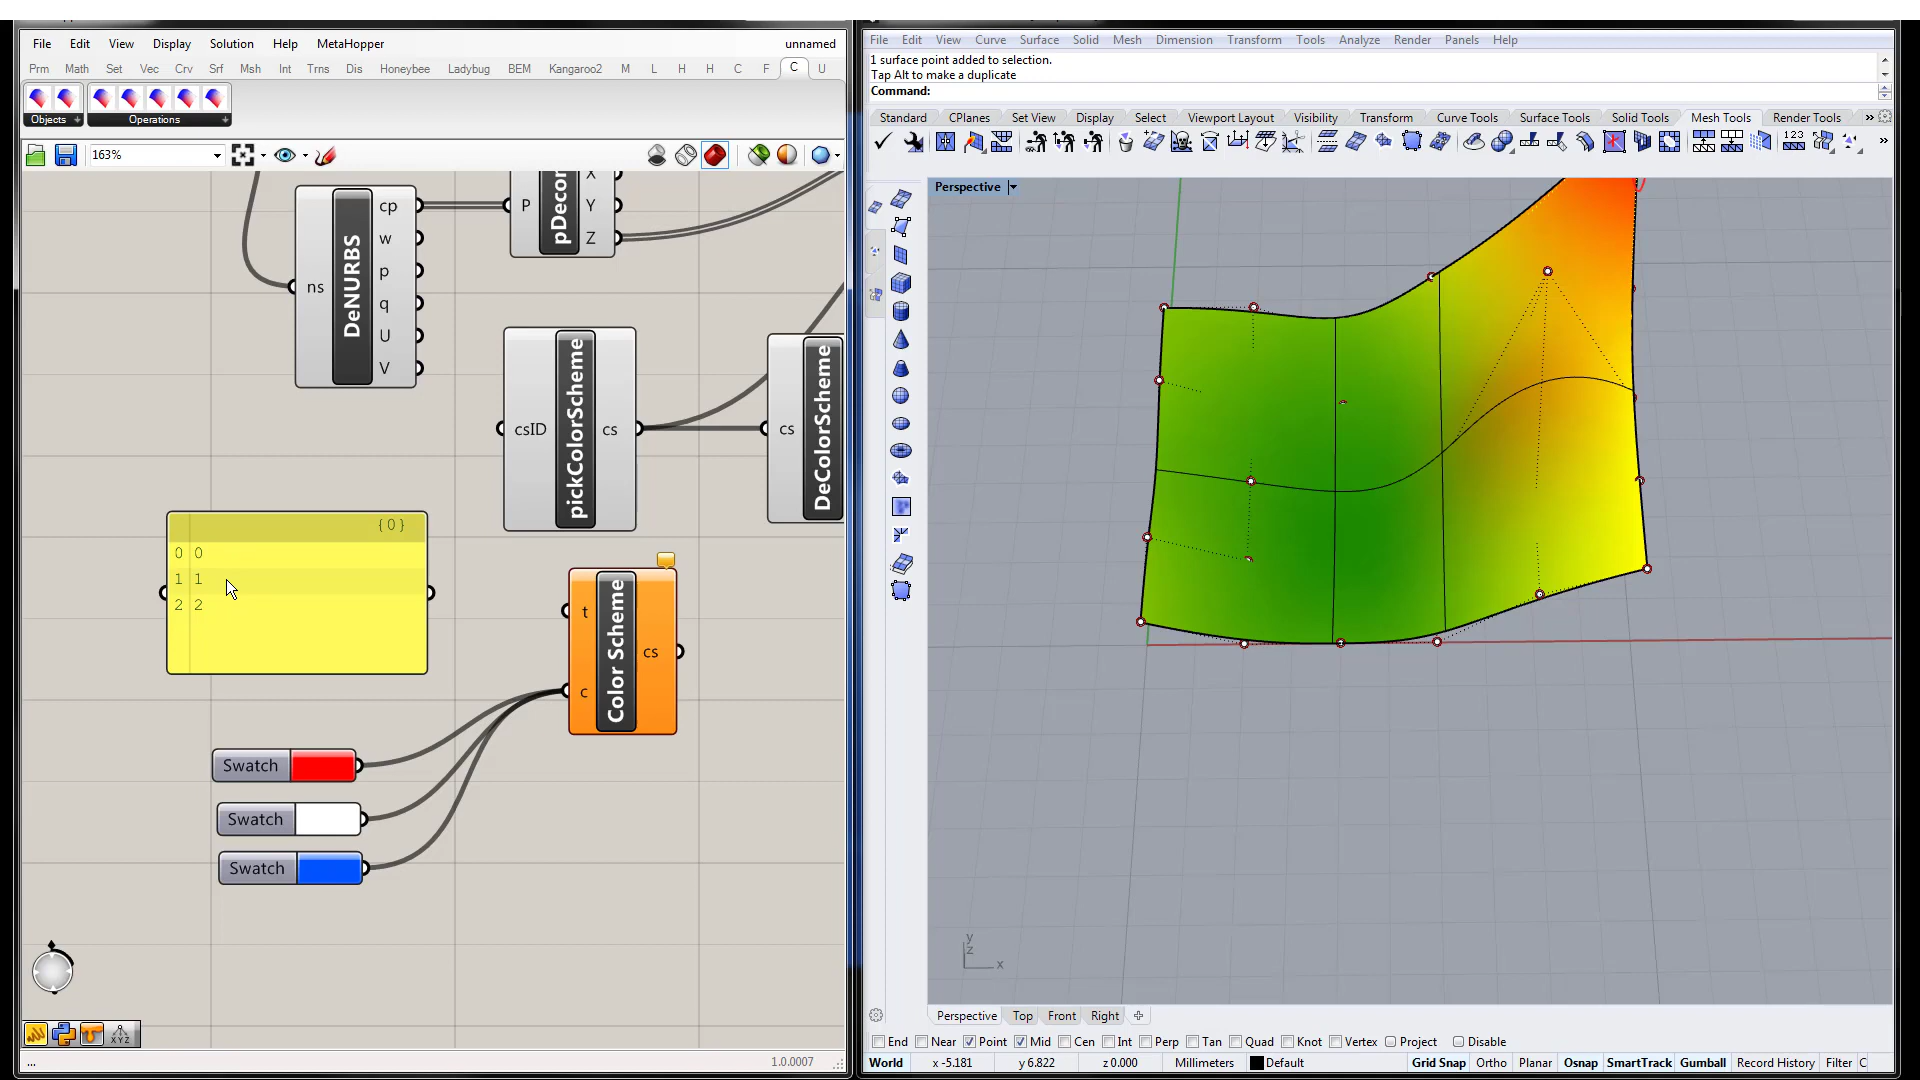 File Edit View Display Solution Help MetaHopper unnamed
Prm Math Set Vec Crv Srf Msh Int Trns Dis Honeybee Ladybug BEM Kangaroo2 M L H H C F C U
Objects Operations
163%
DeNURBS
ns
cp
w
p
q
U
V
P
pDecon
X
Y
Z
csID
pickColorScheme
cs
cs
DeColorScheme
{0}
0 0
1 1
2 2
t
c
Color Scheme
cs
Swatch
Swatch
Swatch
XYZ
...
1.0.0007
File Edit View Curve Surface Solid Mesh Dimension Transform Tools Analyze Render Panels Help
1 surface point added to selection.
Tap Alt to make a duplicate
Command:
Standard CPlanes Set View Display Select Viewport Layout Visibility Transform Curve Tools Surface Tools Solid Tools Mesh Tools Render Tools
123
Perspective
y
z
x
Perspective Top Front Right
End Near Point Mid Cen Int Perp Tan Quad Knot Vertex Project Disable
World x -5.181 y 6.822 z 0.000 Millimeters Default Grid Snap Ortho Planar Osnap SmartTrack Gumball Record History Filter C